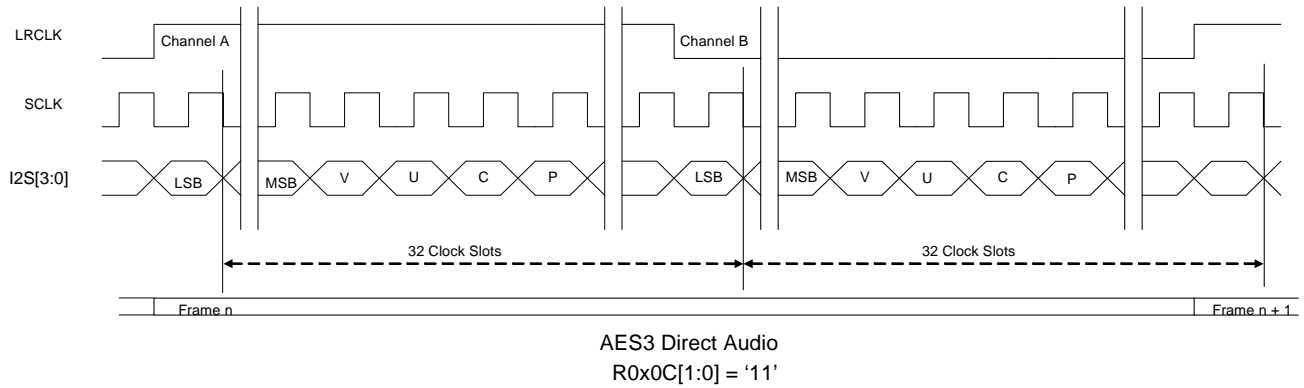 LRCLK
Channel A
Channel B
SCLK
I2S[3:0]
LSB
MSB
V
U
C
P
LSB
MSB
V
U
C
P
32 Clock Slots
32 Clock Slots
Frame n
Frame n + 1
AES3 Direct Audio
R0x0C[1:0] = ‘11’